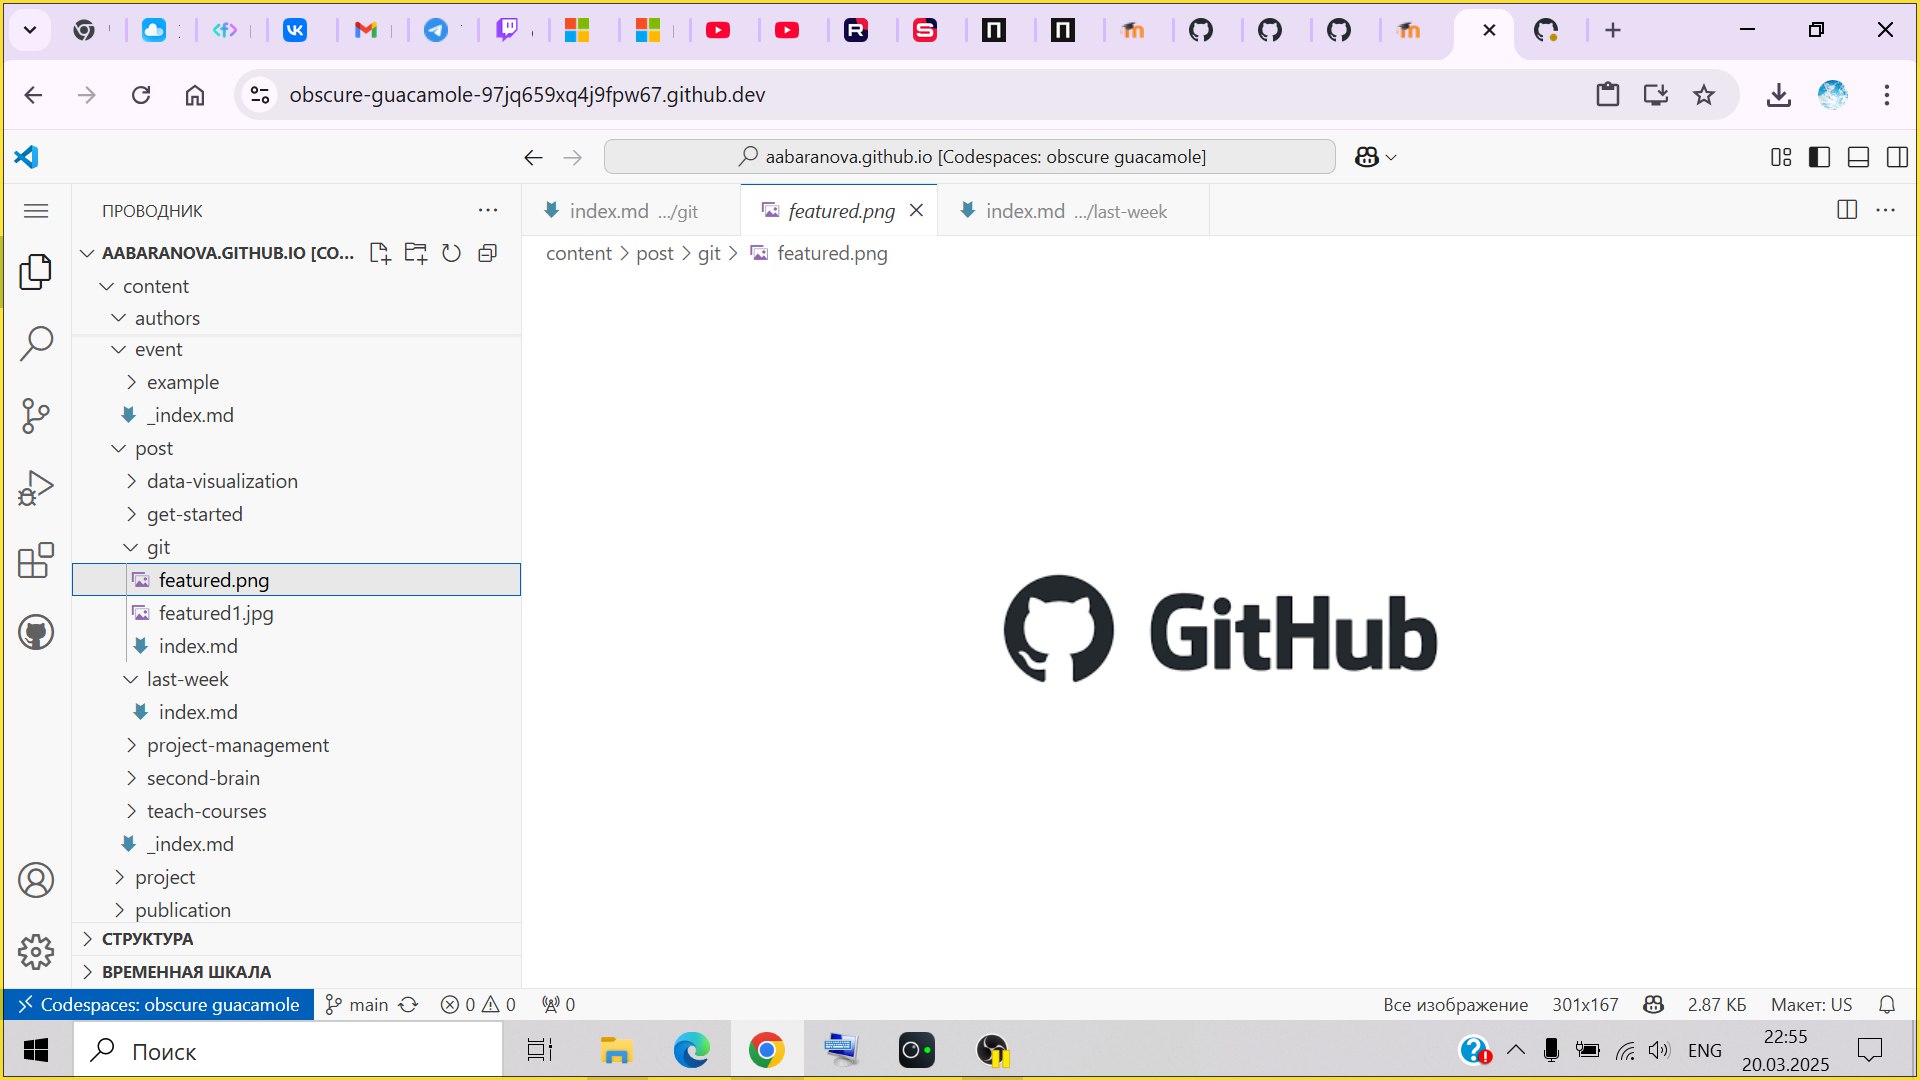 obscure-guacamole-97jq659xq4j9fpw67.github.dev
aabaranova.github.io [Codespaces: obscure guacamole]
ПРОВОДНИК
index.md .../git
featured.png
index.md .../last-week
AABARANOVA.GITHUB.IO [CO...
content > post > git > featured.png
content
authors
event
example
_index.md
post
data-visualization
get-started
git
featured.png
featured1.jpg
index.md
last-week
index.md
project-management
second-brain
teach-courses
_index.md
project
publication
СТРУКТУРА
ВРЕМЕННАЯ ШКАЛА
GitHub
Codespaces: obscure guacamole
main
0
0
0
Все изображение
301x167
2.87 КБ
Макет: US
Поиск
ENG
22:55
20.03.2025